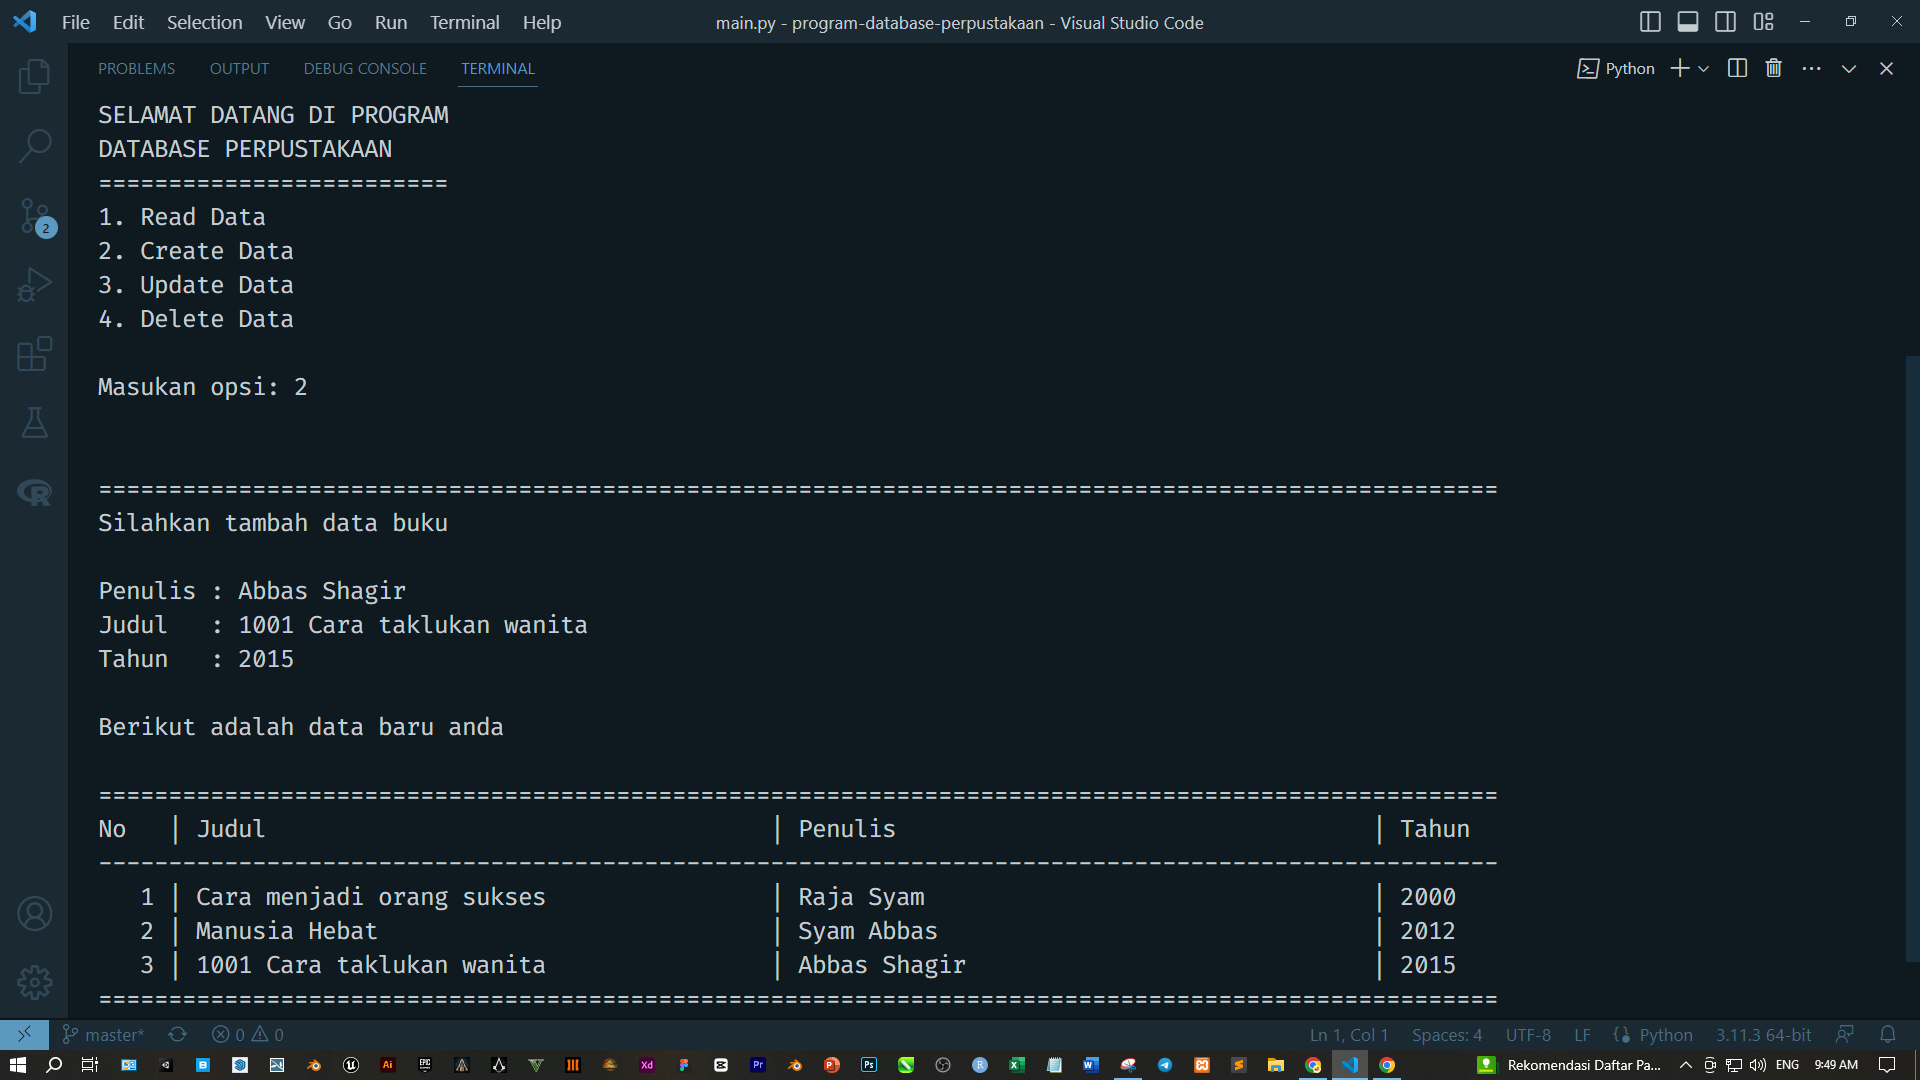 File Edit Selection View Go Run Terminal Help
main.py - program-database-perpustakaan - Visual Studio Code
PROBLEMS OUTPUT DEBUG CONSOLE TERMINAL
Python
SELAMAT DATANG DI PROGRAM
DATABASE PERPUSTAKAAN
=========================
1. Read Data
2. Create Data
3. Update Data
4. Delete Data
Masukan opsi: 2
====================================================================================================
Silahkan tambah data buku
Penulis : Abbas Shagir
Judul   : 1001 Cara taklukan wanita
Tahun   : 2015
Berikut adalah data baru anda
====================================================================================================
No | Judul | Penulis | Tahun
----------------------------------------------------------------------------------------------------
1 | Cara menjadi orang sukses | Raja Syam | 2000
2 | Manusia Hebat | Syam Abbas | 2012
3 | 1001 Cara taklukan wanita | Abbas Shagir | 2015
====================================================================================================
2
master* 0 0 Ln 1, Col 1 Spaces: 4 UTF-8 LF Python 3.11.3 64-bit
Rekomendasi Daftar Pa... ENG 9:49 AM